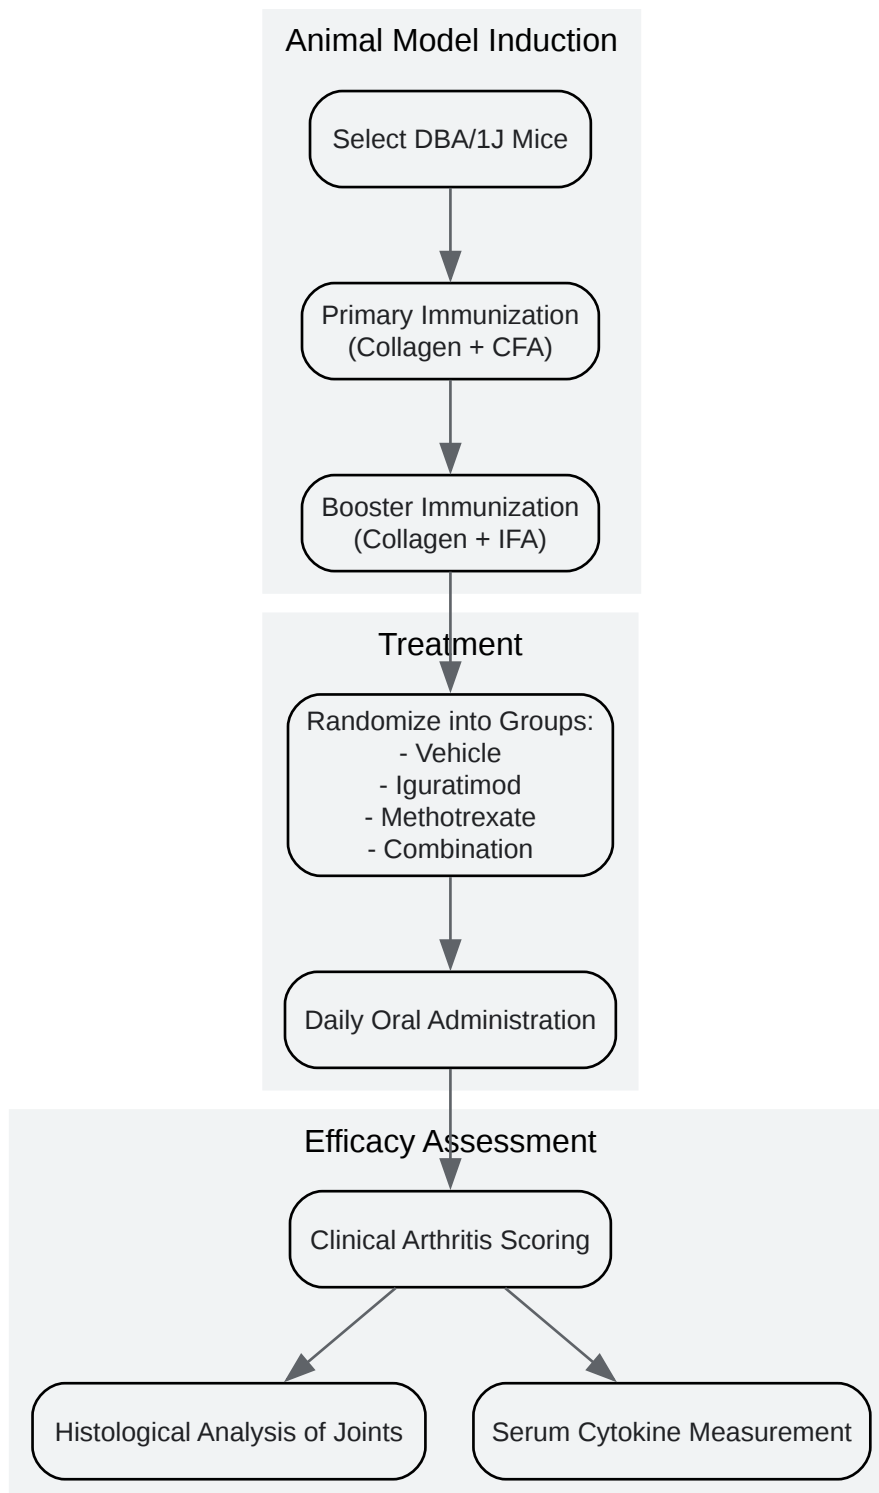 Animal Model Induction
Select DBA/1J Mice
Primary Immunization
(Collagen + CFA)
Booster Immunization
(Collagen + IFA)
Treatment
Randomize into Groups:
- Vehicle
- Iguratimod
- Methotrexate
- Combination
Daily Oral Administration
Efficacy Assessment
Clinical Arthritis Scoring
Histological Analysis of Joints
Serum Cytokine Measurement